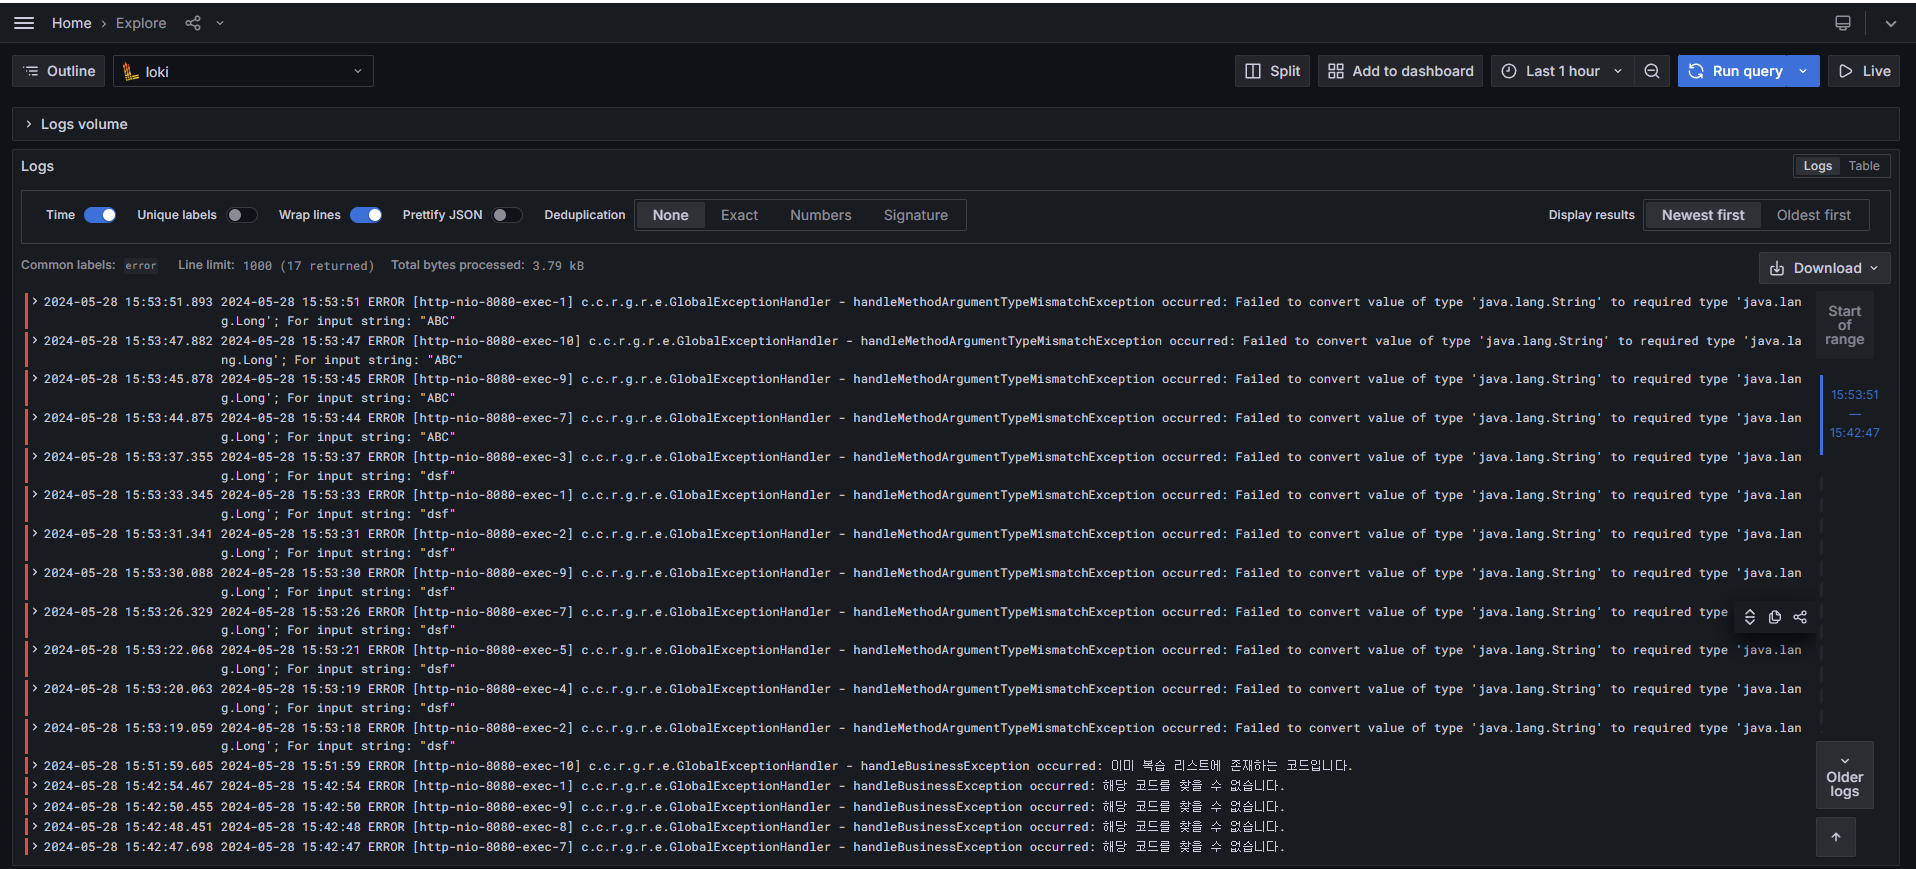 Home › Explore
Outline loki Split Add to dashboard Last 1 hour Run query Live
Logs volume
Logs Logs Table
Time Unique labels Wrap lines Prettify JSON Deduplication None Exact Numbers Signature Display results Newest first Oldest first
Common labels: error Line limit: 1000 (17 returned) Total bytes processed: 3.79 kB
Download
2024-05-28 15:53:51.893 2024-05-28 15:53:51 ERROR [http-nio-8080-exec-1] c.c.r.g.r.e.GlobalExceptionHandler - handleMethodArgumentTypeMismatchException occurred: Failed to convert value of type 'java.lang.String' to required type 'java.lan
g.Long'; For input string: "ABC"
2024-05-28 15:53:47.882 2024-05-28 15:53:47 ERROR [http-nio-8080-exec-10] c.c.r.g.r.e.GlobalExceptionHandler - handleMethodArgumentTypeMismatchException occurred: Failed to convert value of type 'java.lang.String' to required type 'java.la
ng.Long'; For input string: "ABC"
2024-05-28 15:53:45.878 2024-05-28 15:53:45 ERROR [http-nio-8080-exec-9] c.c.r.g.r.e.GlobalExceptionHandler - handleMethodArgumentTypeMismatchException occurred: Failed to convert value of type 'java.lang.String' to required type 'java.lan
g.Long'; For input string: "ABC"
2024-05-28 15:53:44.875 2024-05-28 15:53:44 ERROR [http-nio-8080-exec-7] c.c.r.g.r.e.GlobalExceptionHandler - handleMethodArgumentTypeMismatchException occurred: Failed to convert value of type 'java.lang.String' to required type 'java.lan
g.Long'; For input string: "ABC"
2024-05-28 15:53:37.355 2024-05-28 15:53:37 ERROR [http-nio-8080-exec-3] c.c.r.g.r.e.GlobalExceptionHandler - handleMethodArgumentTypeMismatchException occurred: Failed to convert value of type 'java.lang.String' to required type 'java.lan
g.Long'; For input string: "dsf"
2024-05-28 15:53:33.345 2024-05-28 15:53:33 ERROR [http-nio-8080-exec-1] c.c.r.g.r.e.GlobalExceptionHandler - handleMethodArgumentTypeMismatchException occurred: Failed to convert value of type 'java.lang.String' to required type 'java.lan
g.Long'; For input string: "dsf"
2024-05-28 15:53:31.341 2024-05-28 15:53:31 ERROR [http-nio-8080-exec-2] c.c.r.g.r.e.GlobalExceptionHandler - handleMethodArgumentTypeMismatchException occurred: Failed to convert value of type 'java.lang.String' to required type 'java.lan
g.Long'; For input string: "dsf"
2024-05-28 15:53:30.088 2024-05-28 15:53:30 ERROR [http-nio-8080-exec-9] c.c.r.g.r.e.GlobalExceptionHandler - handleMethodArgumentTypeMismatchException occurred: Failed to convert value of type 'java.lang.String' to required type 'java.lan
g.Long'; For input string: "dsf"
2024-05-28 15:53:26.329 2024-05-28 15:53:26 ERROR [http-nio-8080-exec-7] c.c.r.g.r.e.GlobalExceptionHandler - handleMethodArgumentTypeMismatchException occurred: Failed to convert value of type 'java.lang.String' to required type
g.Long'; For input string: "dsf"
2024-05-28 15:53:22.068 2024-05-28 15:53:21 ERROR [http-nio-8080-exec-5] c.c.r.g.r.e.GlobalExceptionHandler - handleMethodArgumentTypeMismatchException occurred: Failed to convert value of type 'java.lang.String' to required type 'java.lan
g.Long'; For input string: "dsf"
2024-05-28 15:53:20.063 2024-05-28 15:53:19 ERROR [http-nio-8080-exec-4] c.c.r.g.r.e.GlobalExceptionHandler - handleMethodArgumentTypeMismatchException occurred: Failed to convert value of type 'java.lang.String' to required type 'java.lan
g.Long'; For input string: "dsf"
2024-05-28 15:53:19.059 2024-05-28 15:53:18 ERROR [http-nio-8080-exec-2] c.c.r.g.r.e.GlobalExceptionHandler - handleMethodArgumentTypeMismatchException occurred: Failed to convert value of type 'java.lang.String' to required type 'java.lan
g.Long'; For input string: "dsf"
2024-05-28 15:51:59.605 2024-05-28 15:51:59 ERROR [http-nio-8080-exec-10] c.c.r.g.r.e.GlobalExceptionHandler - handleBusinessException occurred: 이미 복습 리스트에 존재하는 코드입니다.
2024-05-28 15:42:54.467 2024-05-28 15:42:54 ERROR [http-nio-8080-exec-1] c.c.r.g.r.e.GlobalExceptionHandler - handleBusinessException occurred: 해당 코드를 찾을 수 없습니다.
2024-05-28 15:42:50.455 2024-05-28 15:42:50 ERROR [http-nio-8080-exec-9] c.c.r.g.r.e.GlobalExceptionHandler - handleBusinessException occurred: 해당 코드를 찾을 수 없습니다.
2024-05-28 15:42:48.451 2024-05-28 15:42:48 ERROR [http-nio-8080-exec-8] c.c.r.g.r.e.GlobalExceptionHandler - handleBusinessException occurred: 해당 코드를 찾을 수 없습니다.
2024-05-28 15:42:47.698 2024-05-28 15:42:47 ERROR [http-nio-8080-exec-7] c.c.r.g.r.e.GlobalExceptionHandler - handleBusinessException occurred: 해당 코드를 찾을 수 없습니다.
Start
of
range
15:53:51
—
15:42:47
Older
logs